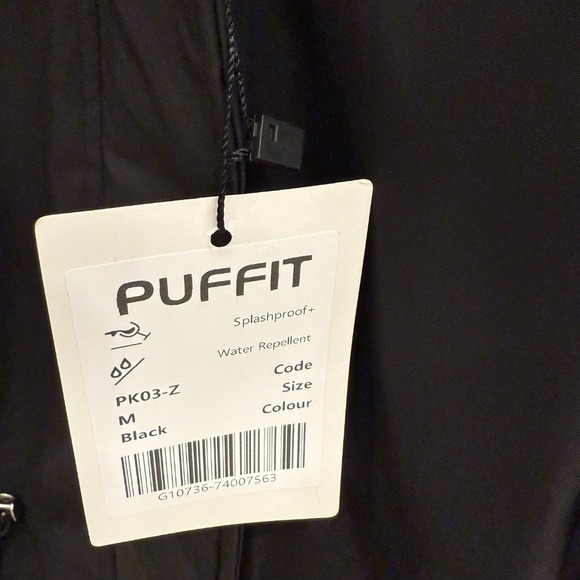 PUFFIT
Splashproof+
Water Repellent
PK03-Z Code
M Size
Black Colour
G10736-74007563